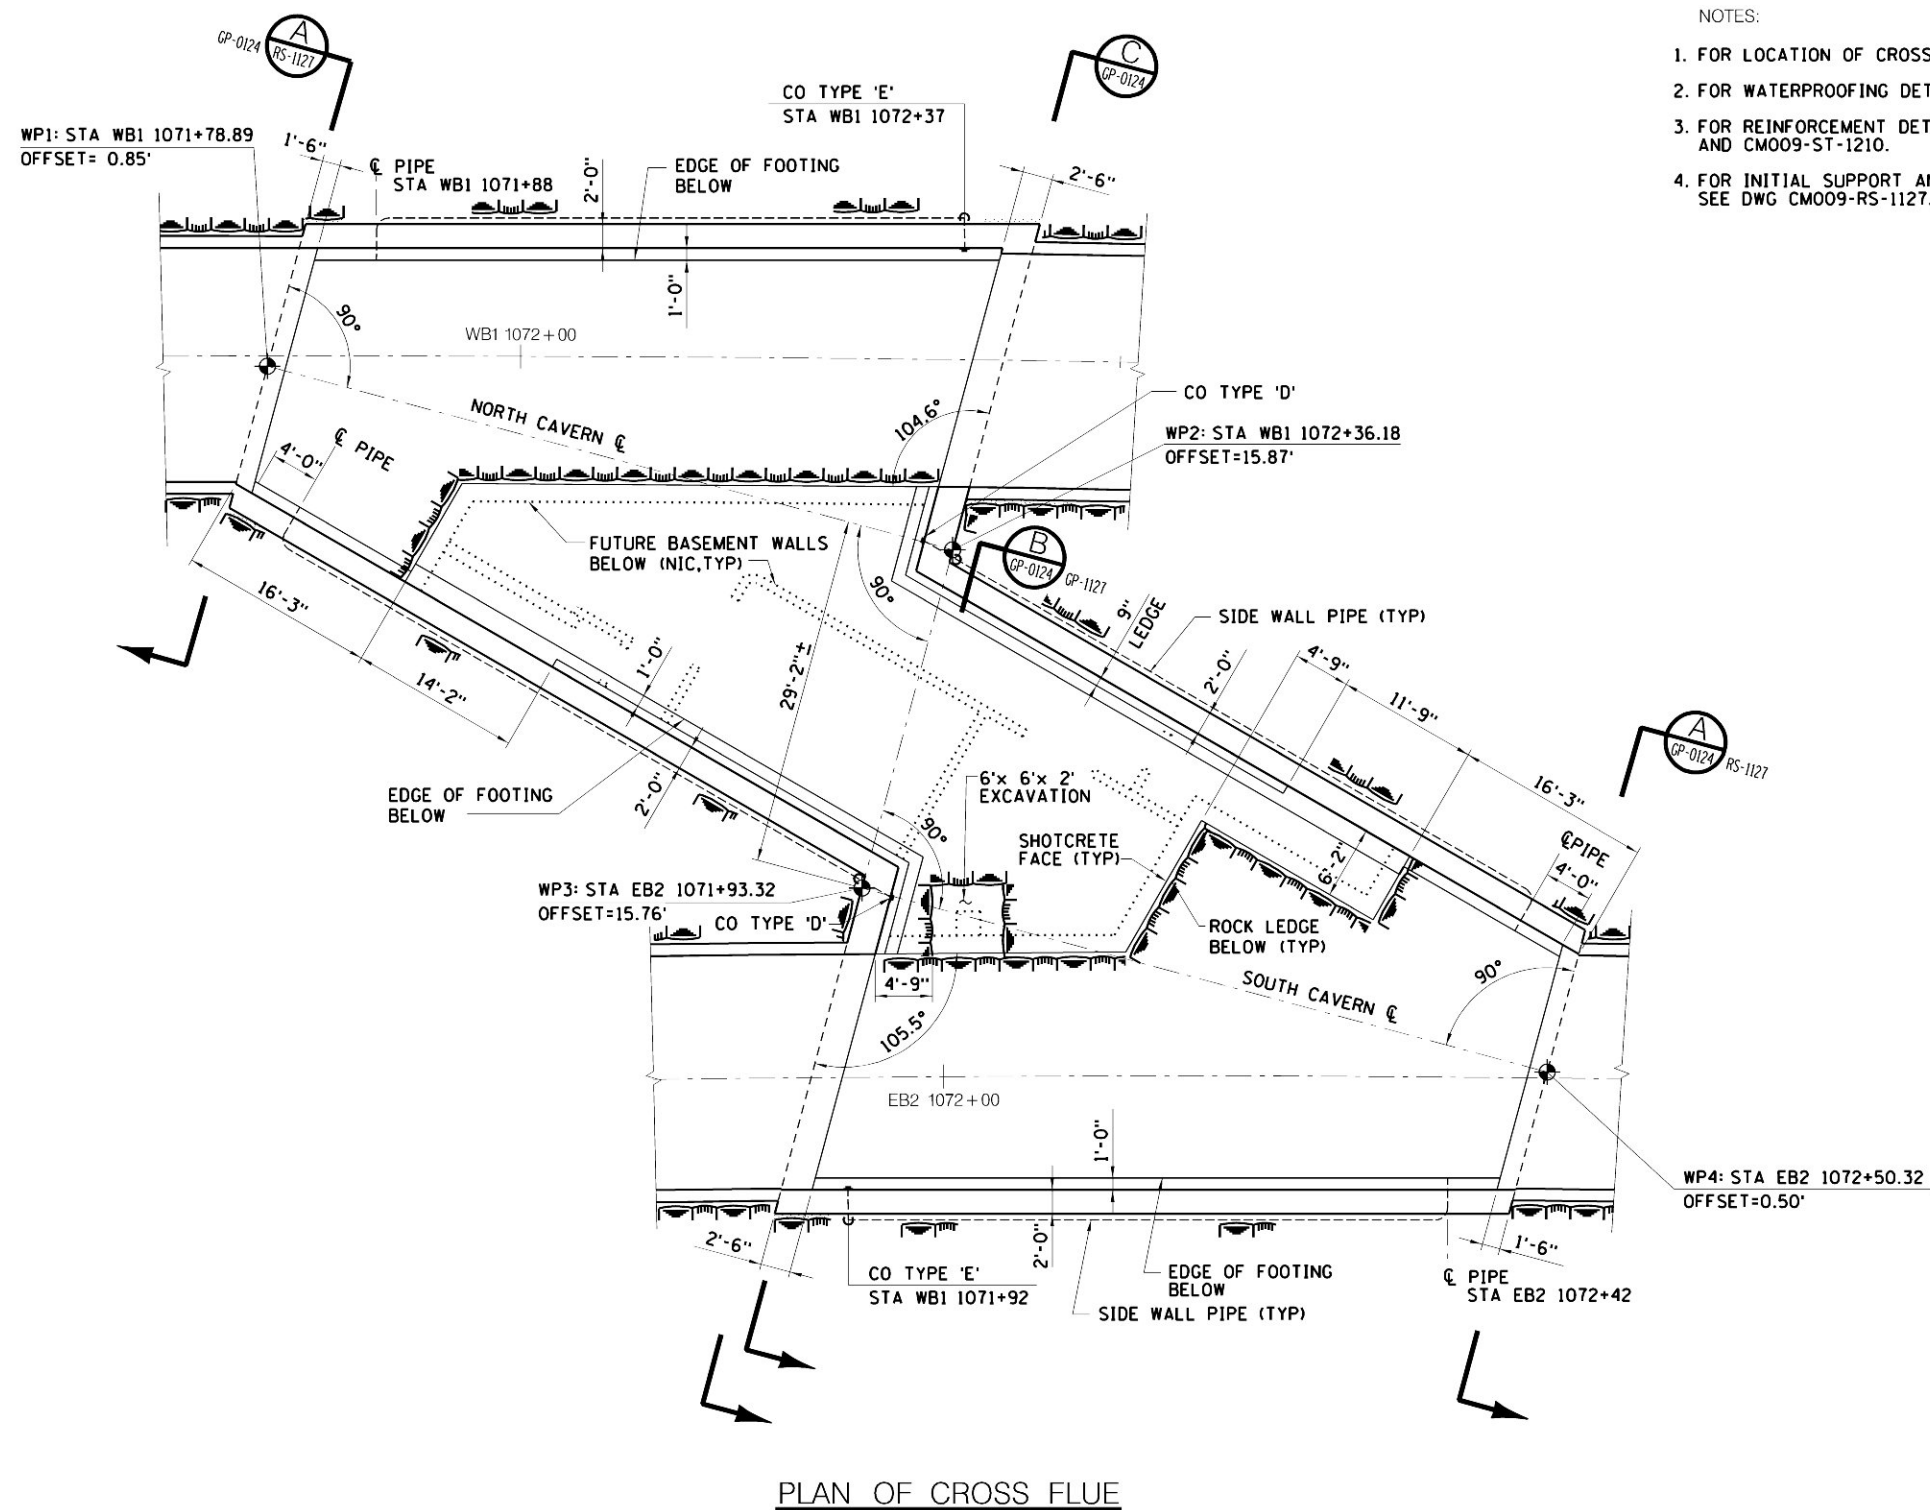 NOTES:
1. FOR LOCATION OF CROSS
2. FOR WATERPROOFING DET
3. FOR REINFORCEMENT DET
AND CM009-ST-1210.
4. FOR INITIAL SUPPORT AN
SEE DWG CM009-RS-1127.
A
GP-0124
RS-1127
C
GP-0124
CO TYPE 'E'
STA WB1 1072+37
WP1: STA WB1 1071+78.89
OFFSET= 0.85'
1'-6"
℄ PIPE
STA WB1 1071+88
2'-0"
EDGE OF FOOTING
BELOW
2'-6"
1'-0"
90°
WB1 1072+00
CO TYPE 'D'
NORTH CAVERN ℄
104.6°
WP2: STA WB1 1072+36.18
OFFSET=15.87'
℄ PIPE
4'-0"
FUTURE BASEMENT WALLS
BELOW (NIC,TYP)
B
GP-0124
GP-1127
90°
9"
LEDGE
SIDE WALL PIPE (TYP)
16'-3"
14'-2"
1'-0"
29'-2"±
2'-0"
4'-9"
11'-9"
A
GP-0124
RS-1127
16'-3"
EDGE OF FOOTING
BELOW
2'-0"
6'x 6'x 2'
EXCAVATION
90°
SHOTCRETE
FACE (TYP)
6'-2"
℄PIPE
4'-0"
WP3: STA EB2 1071+93.32
OFFSET=15.76'
CO TYPE 'D'
ROCK LEDGE
BELOW (TYP)
4'-9"
SOUTH CAVERN ℄
90°
105.5°
EB2 1072+00
1'-0"
WP4: STA EB2 1072+50.32
OFFSET=0.50'
2'-6"
2'-0"
1'-6"
CO TYPE 'E'
STA WB1 1071+92
EDGE OF FOOTING
BELOW
SIDE WALL PIPE (TYP)
℄ PIPE
STA EB2 1072+42
PLAN OF CROSS FLUE